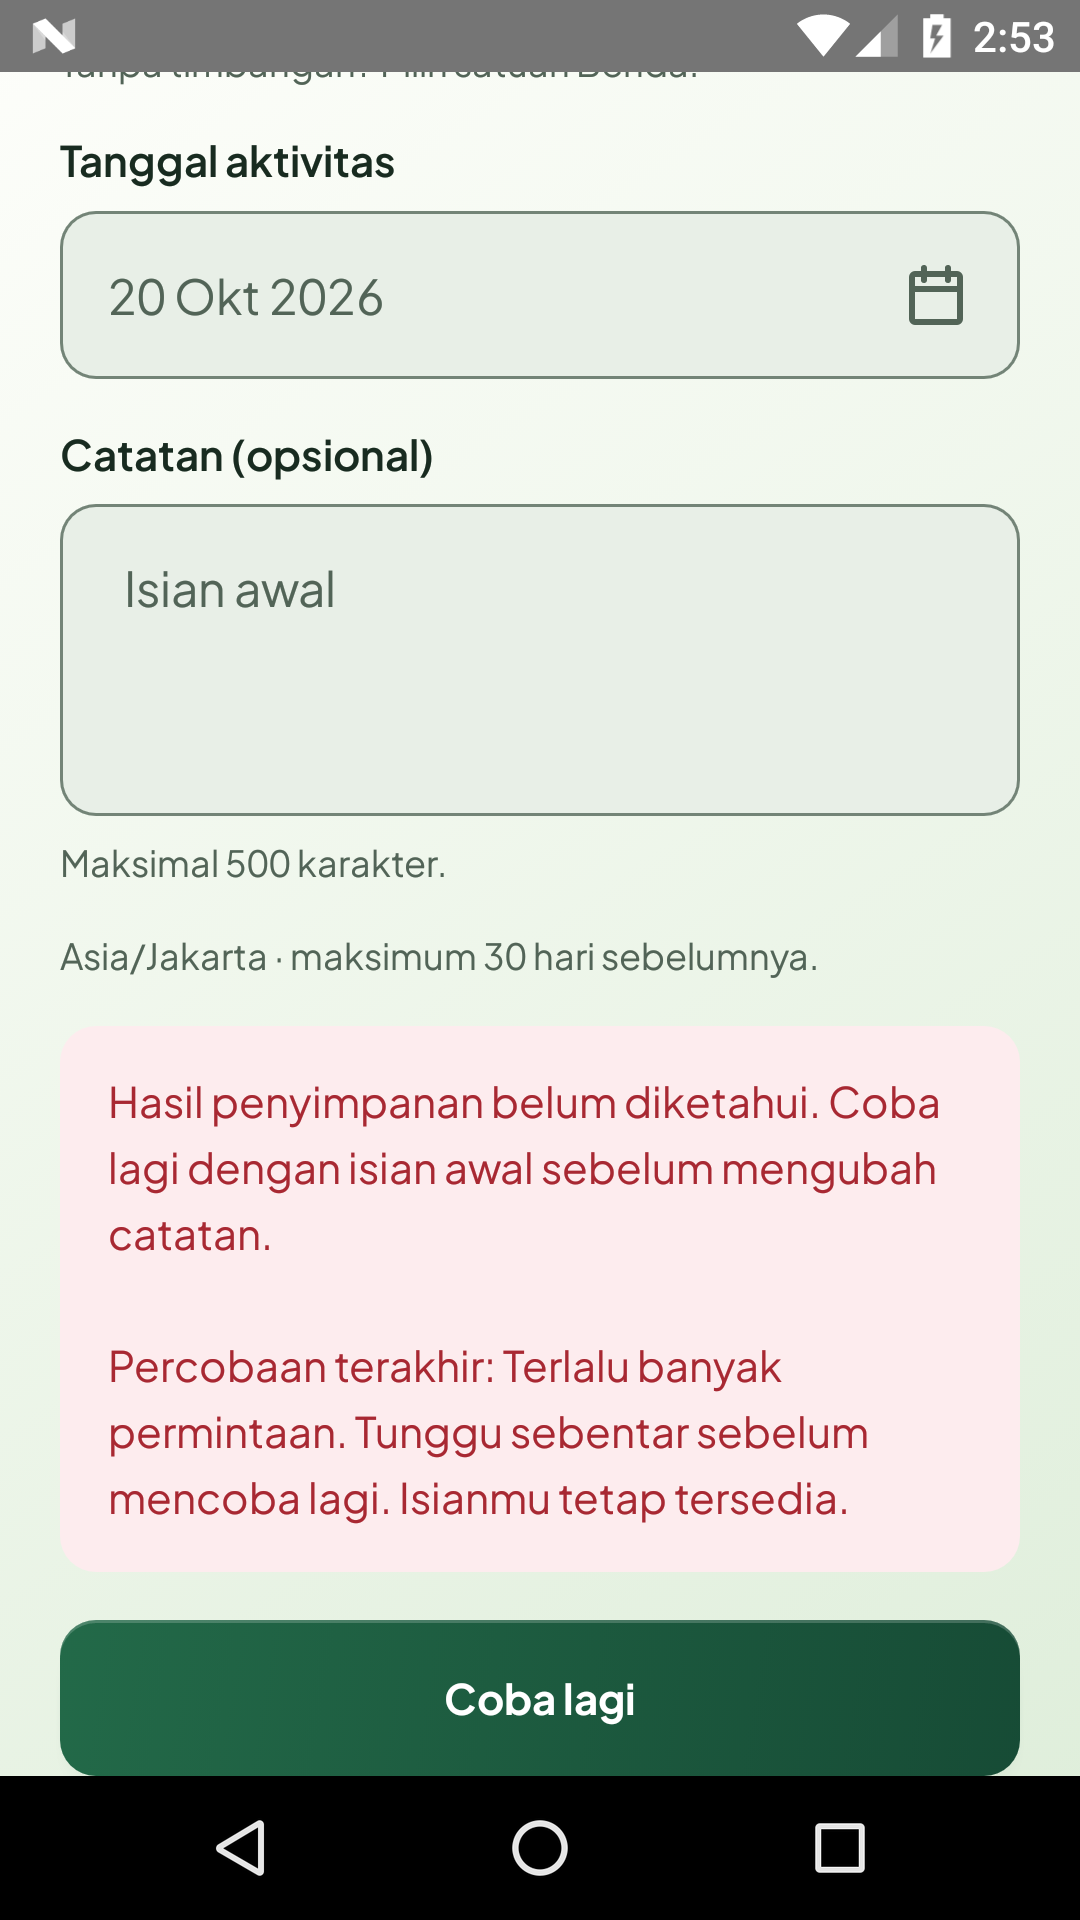 2:53
Tanggal aktivitas
20 Okt 2026
Catatan (opsional)
Isian awal
Maksimal 500 karakter.
Asia/Jakarta · maksimum 30 hari sebelumnya.
Hasil penyimpanan belum diketahui. Coba
lagi dengan isian awal sebelum mengubah
catatan.
Percobaan terakhir: Terlalu banyak
permintaan. Tunggu sebentar sebelum
mencoba lagi. Isianmu tetap tersedia.
Coba lagi